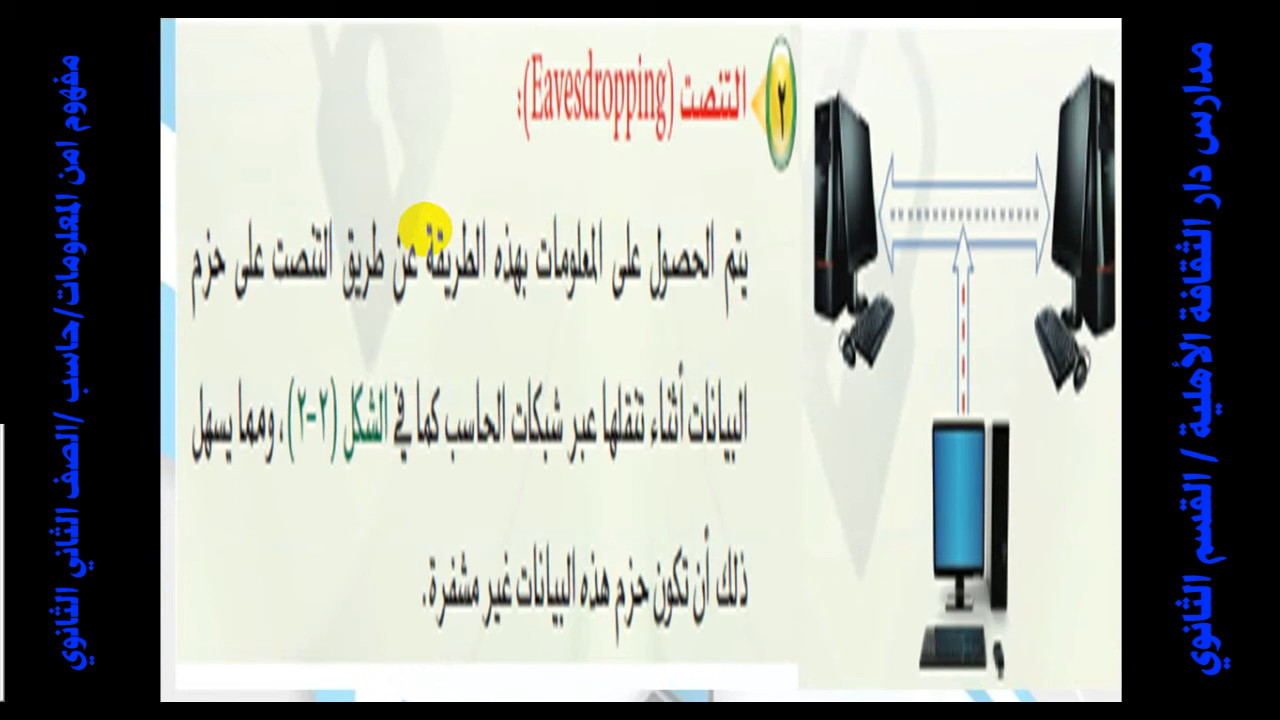 مدارس دار الثقافة الأهلية / القسم الثانوي
٢
التنصت (Eavesdropping):
يتم الحصول على المعلومات بهذه الطريقة عن طريق التنصت على حزم
البيانات أثناء تنقلها عبر شبكات الحاسب كما في الشكل (٢-٢)، ومما يسهل
ذلك أن تكون حزم هذه البيانات غير مشفرة.
مفهوم امن المعلومات/حاسب /الصف الثاني الثانوي